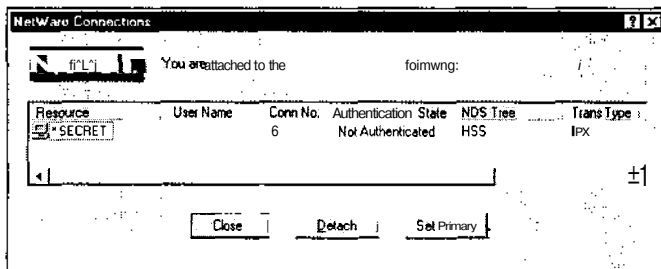 NetWare Connections
You are attached to the foimwng:
Resource User Name Conn No. Authentication State NDS Tree Trans Type
* SECRET 6 Not Authenticated HSS IPX
Close Detach Set Primary